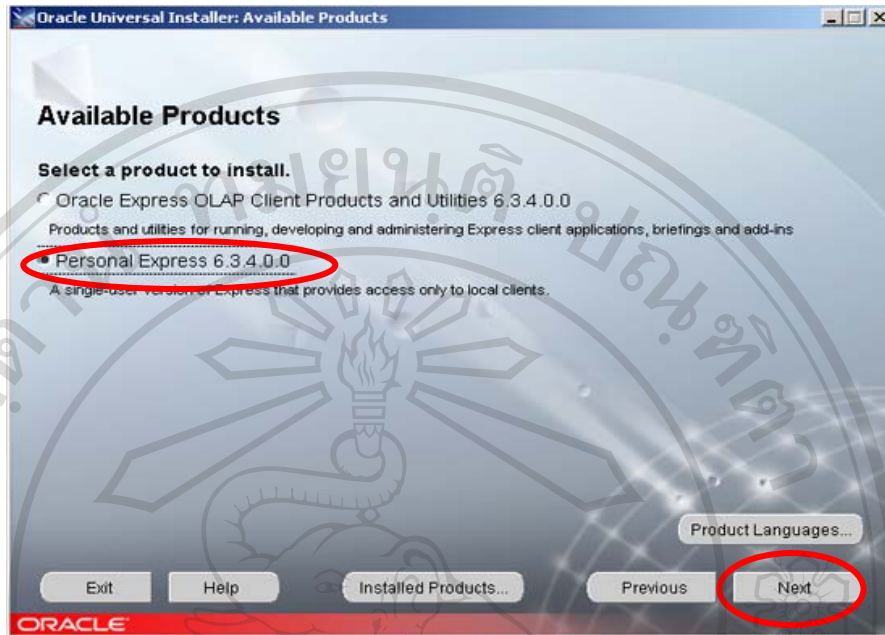 Oracle Universal Installer: Available Products
Available Products
Select a product to install.
Oracle Express OLAP Client Products and Utilities 6.3.4.0.0
Products and utilities for running, developing and administering Express client applications, briefings and add-ins
Personal Express 6.3.4.0.0
A single-user version of Express that provides access only to local clients.
Product Languages...
Exit Help Installed Products... Previous Next
ORACLE